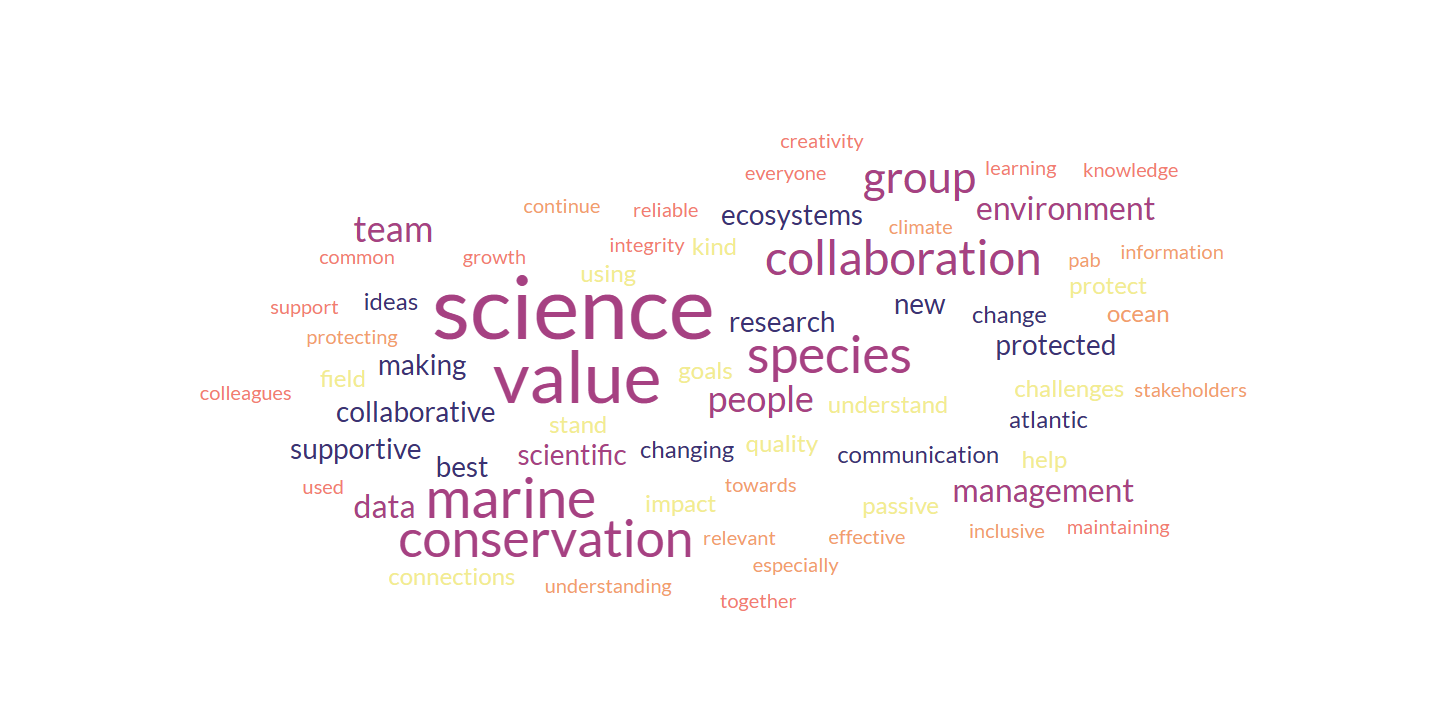 creativity
everyone
group
learning
knowledge
continue
reliable
ecosystems
environment
team
climate
common
growth
integrity
kind
collaboration
pab
information
using
protect
support
ideas
science
research
new
change
ocean
protecting
making
value
goals
species
protected
colleagues
field
collaborative
stand
people
understand
challenges
stakeholders
atlantic
supportive
best
scientific
changing
quality
communication
help
used
data
marine
impact
towards
passive
management
conservation
relevant
effective
inclusive
maintaining
connections
understanding
especially
together